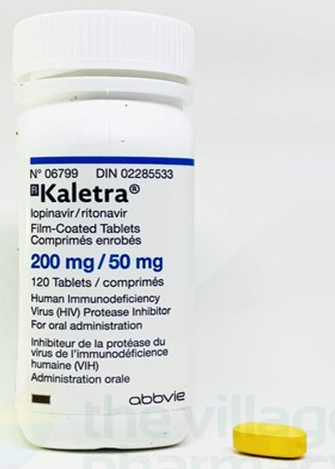 N° 06799 DIN 02285533
Kaletra®
lopinavir/ritonavir
Film-Coated Tablets
Comprimés enrobés
200 mg/50 mg
120 Tablets / comprimés
Human Immunodeficiency
Virus (HIV) Protease Inhibitor
For oral administration
Inhibiteur de la protéase du
virus de l'immunodéficience
humaine (VIH)
Administration orale
abbvie
the village
pharmacy